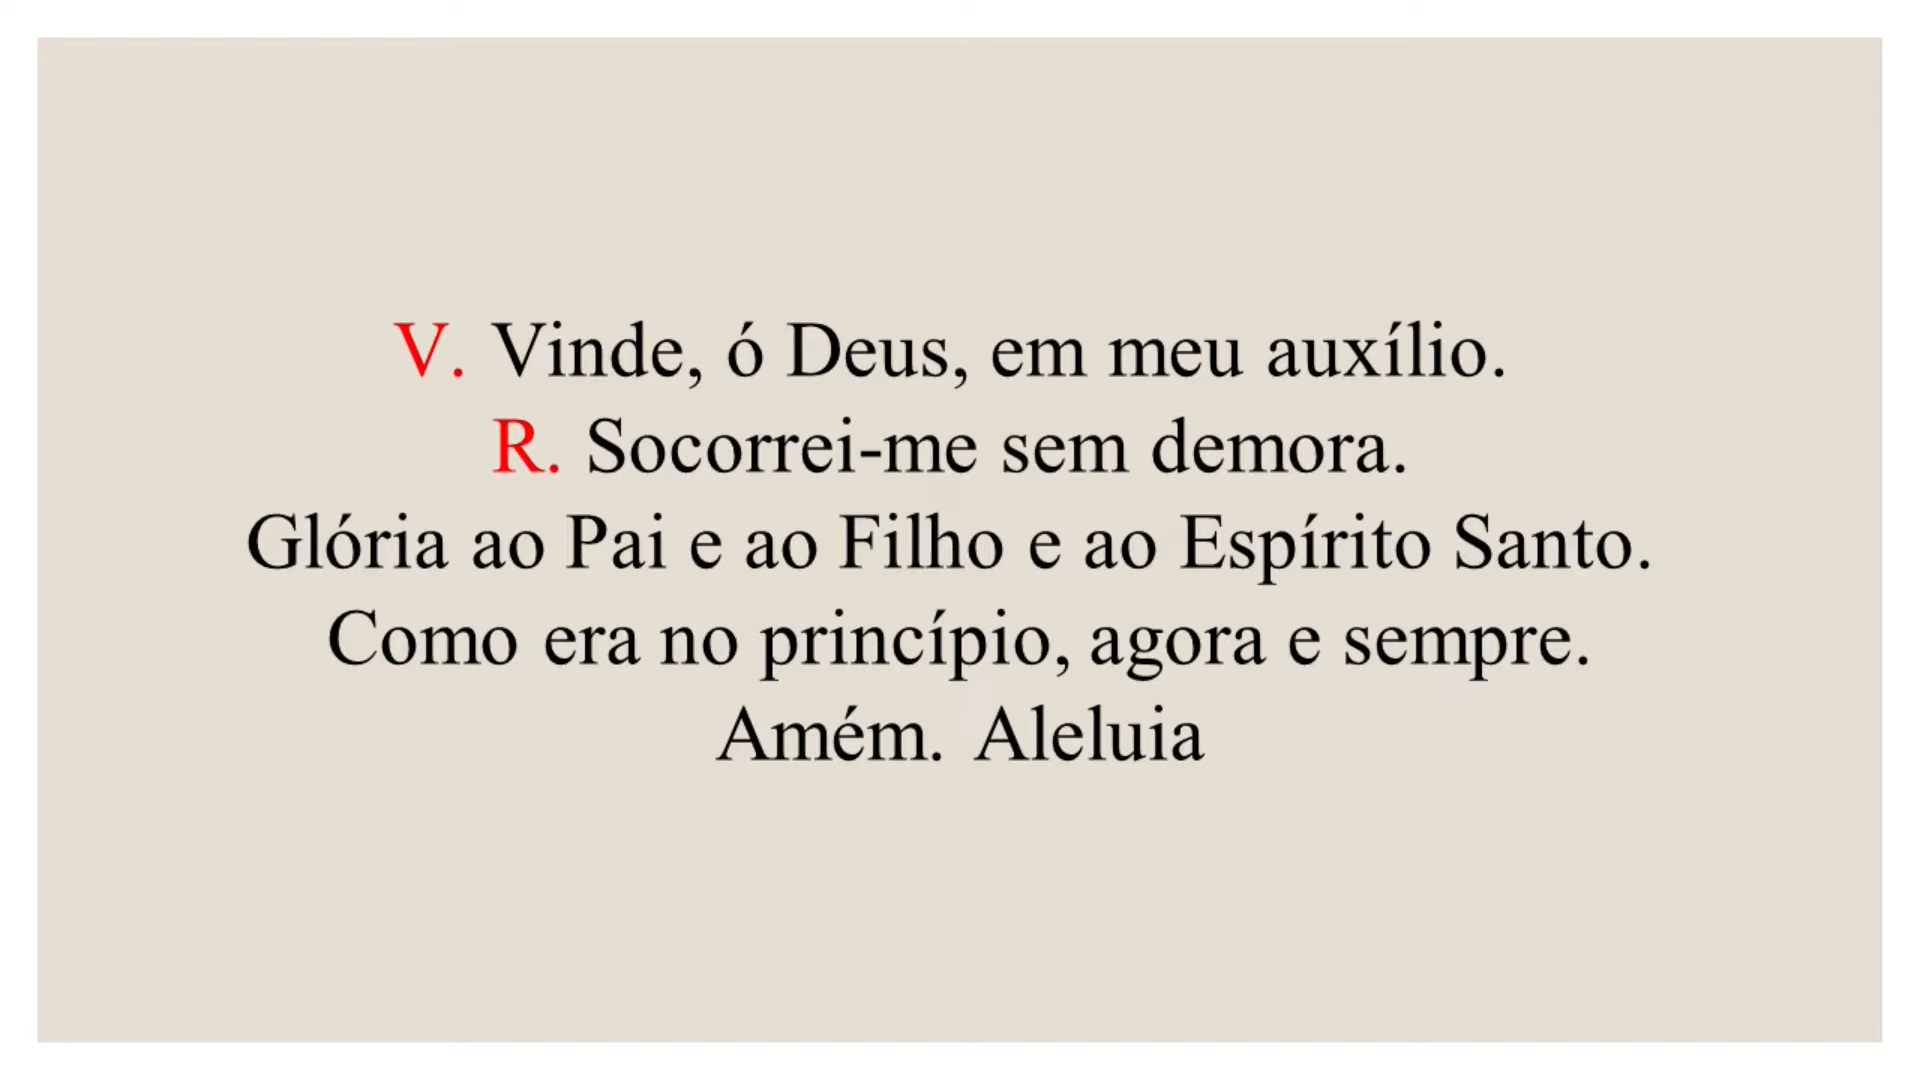 V. Vinde, ó Deus, em meu auxílio.
R. Socorrei-me sem demora.
Glória ao Pai e ao Filho e ao Espírito Santo.
Como era no princípio, agora e sempre.
Amém. Aleluia